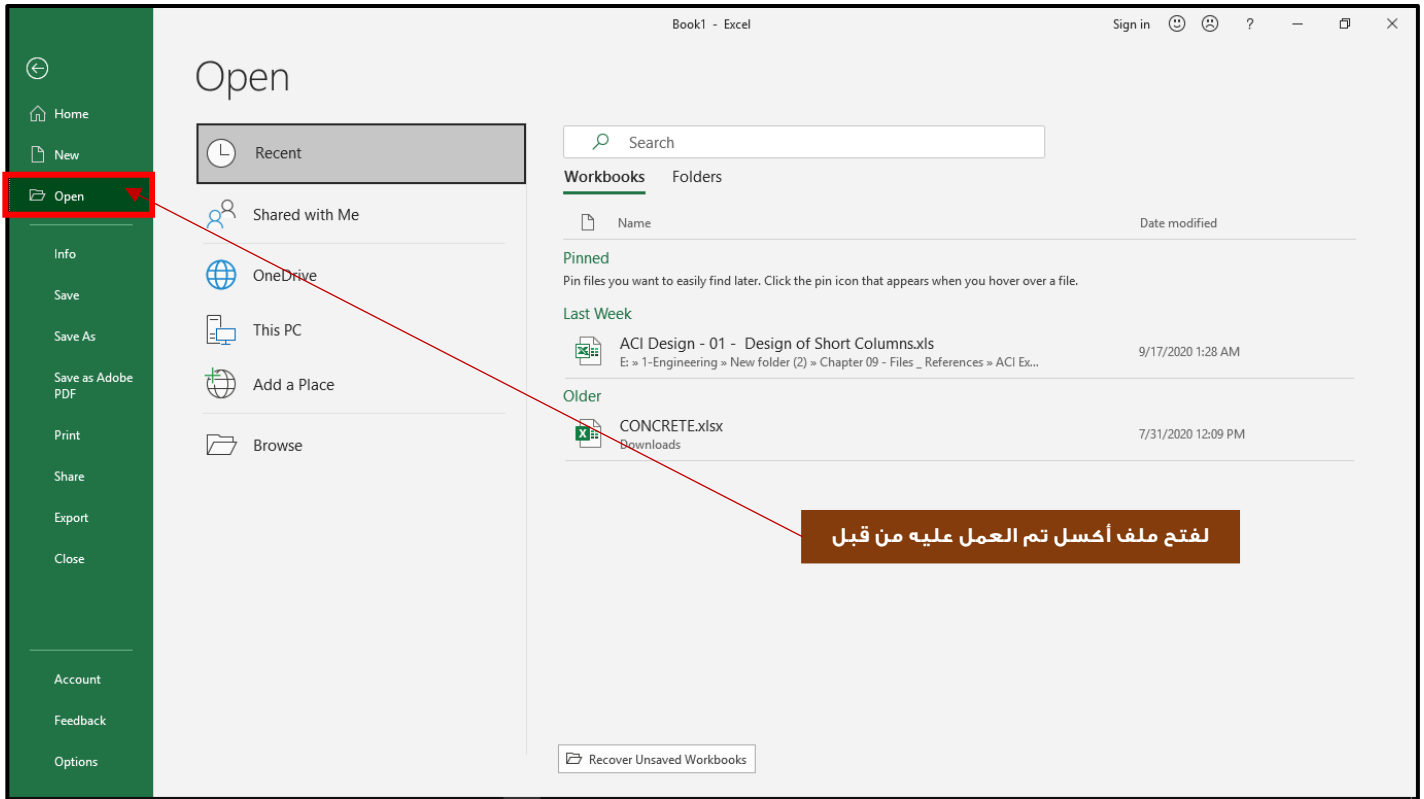 Book1 - Excel
Sign in
?
Open
Home
New
Open
Info
Save
Save As
Save as Adobe
PDF
Print
Share
Export
Close
Account
Feedback
Options
Recent
Shared with Me
OneDrive
This PC
Add a Place
Browse
Search
Workbooks Folders
Name Date modified
Pinned
Pin files you want to easily find later. Click the pin icon that appears when you hover over a file.
Last Week
ACI Design - 01 - Design of Short Columns.xls
E: » 1-Engineering » New folder (2) » Chapter 09 - Files _ References » ACI Ex...
9/17/2020 1:28 AM
Older
CONCRETE.xlsx
Downloads
7/31/2020 12:09 PM
لفتح ملف أكسل تم العمل عليه من قبل
Recover Unsaved Workbooks